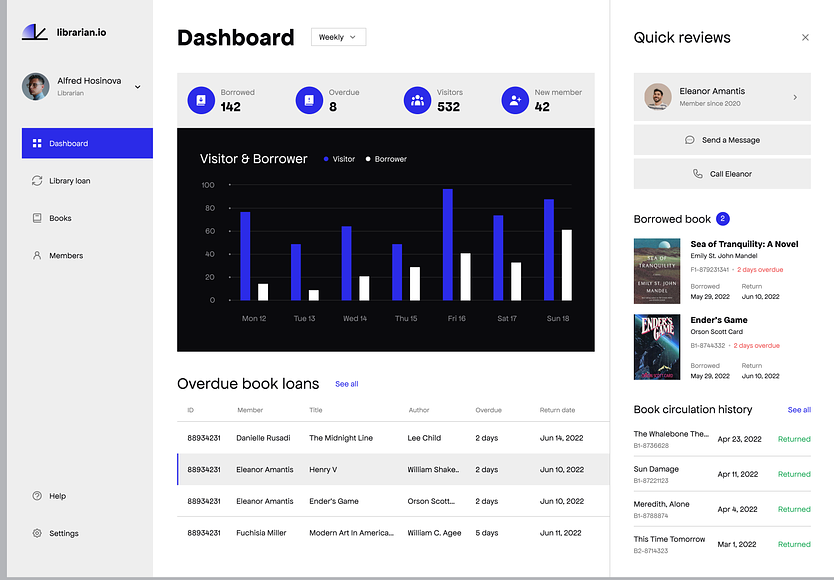 librarian.io
Alfred Hosinova
Librarian
Dashboard
Library loan
Books
Members
Help
Settings
Dashboard
Weekly
Borrowed
142
Overdue
8
Visitors
532
New member
42
Visitor & Borrower
Visitor
Borrower
100
80
60
40
20
0
Mon 12
Tue 13
Wed 14
Thu 15
Fri 16
Sat 17
Sun 18
Overdue book loans See all
ID Member Title Author Overdue Return date
88934231 Danielle Rusadi The Midnight Line Lee Child 2 days Jun 14, 2022
88934231 Eleanor Amantis Henry V William Shake.. 2 days Jun 10, 2022
88934231 Eleanor Amantis Ender's Game Orson Scott... 2 days Jun 10, 2022
88934231 Fuchisia Miller Modern Art In America... William C. Agee 5 days Jun 11, 2022
Quick reviews
Eleanor Amantis
Member since 2020
Send a Message
Call Eleanor
Borrowed book 2
SEA OF
TRANQUILITY
EMILY ST. JOHN
MANDEL
Sea of Tranquility: A Novel
Emily St. John Mandel
F1-879231341 • 2 days overdue
Borrowed Return
May 29, 2022 Jun 10, 2022
ENDER'S
GAME
ORSON SCOTT CARD
Ender's Game
Orson Scott Card
B1-8744332 • 2 days overdue
Borrowed Return
May 29, 2022 Jun 10, 2022
Book circulation history See all
The Whalebone The...
B1-8736628
Apr 23, 2022 Returned
Sun Damage
B1-87221123
Apr 11, 2022 Returned
Meredith, Alone
B1-8788874
Apr 4, 2022 Returned
This Time Tomorrow
B2-8714323
Mar 1, 2022 Returned